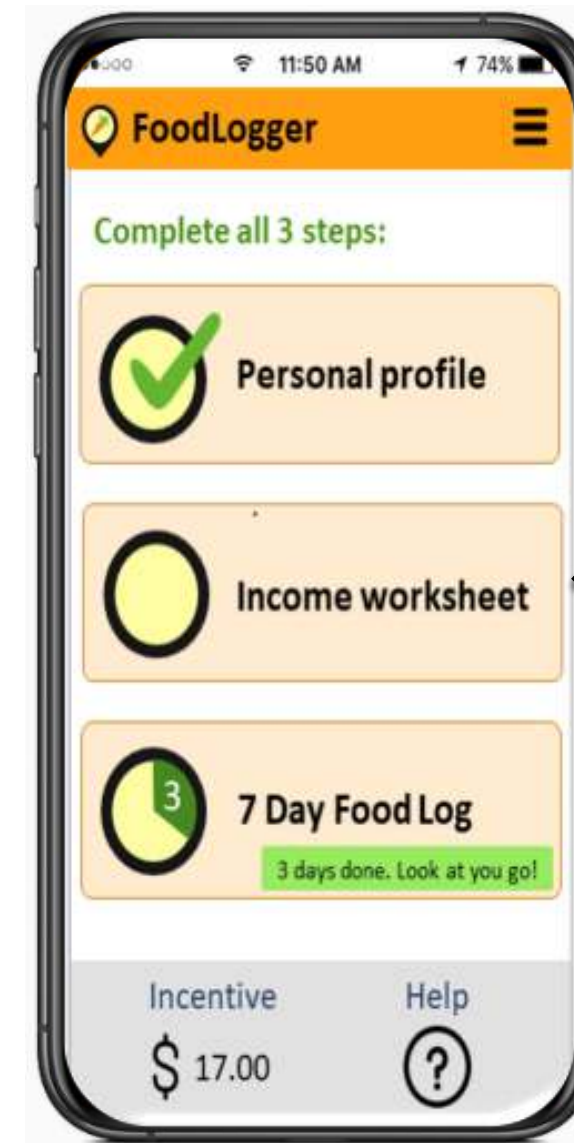 11:50 AM 74%
FoodLogger
Complete all 3 steps:
Personal profile
Income worksheet
3
7 Day Food Log
3 days done. Look at you go!
Incentive Help
$ 17.00 ?